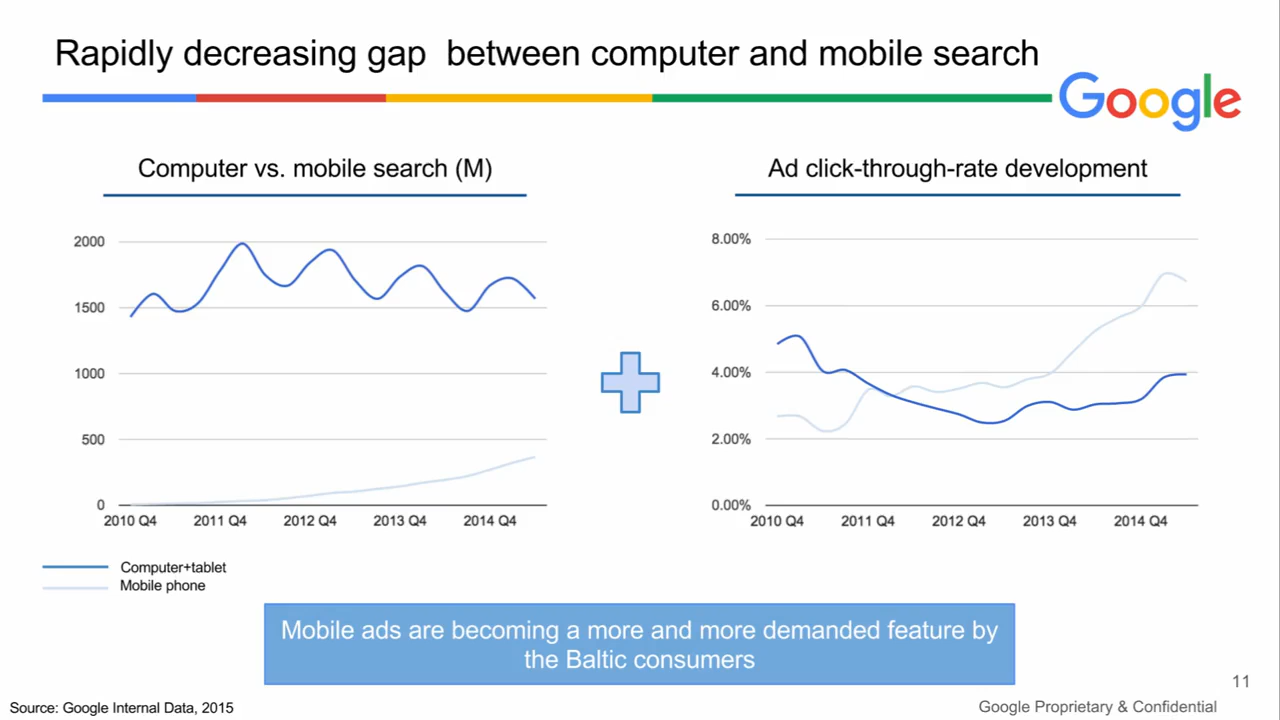 Rapidly decreasing gap between computer and mobile search
Google
Computer vs. mobile search (M)
2000
1500
1000
500
0
2010 Q4 2011 Q4 2012 Q4 2013 Q4 2014 Q4
Computer+tablet
Mobile phone
Ad click-through-rate development
8.00%
6.00%
4.00%
2.00%
0.00%
2010 Q4 2011 Q4 2012 Q4 2013 Q4 2014 Q4
Mobile ads are becoming a more and more demanded feature by
the Baltic consumers
11
Source: Google Internal Data, 2015
Google Proprietary & Confidential